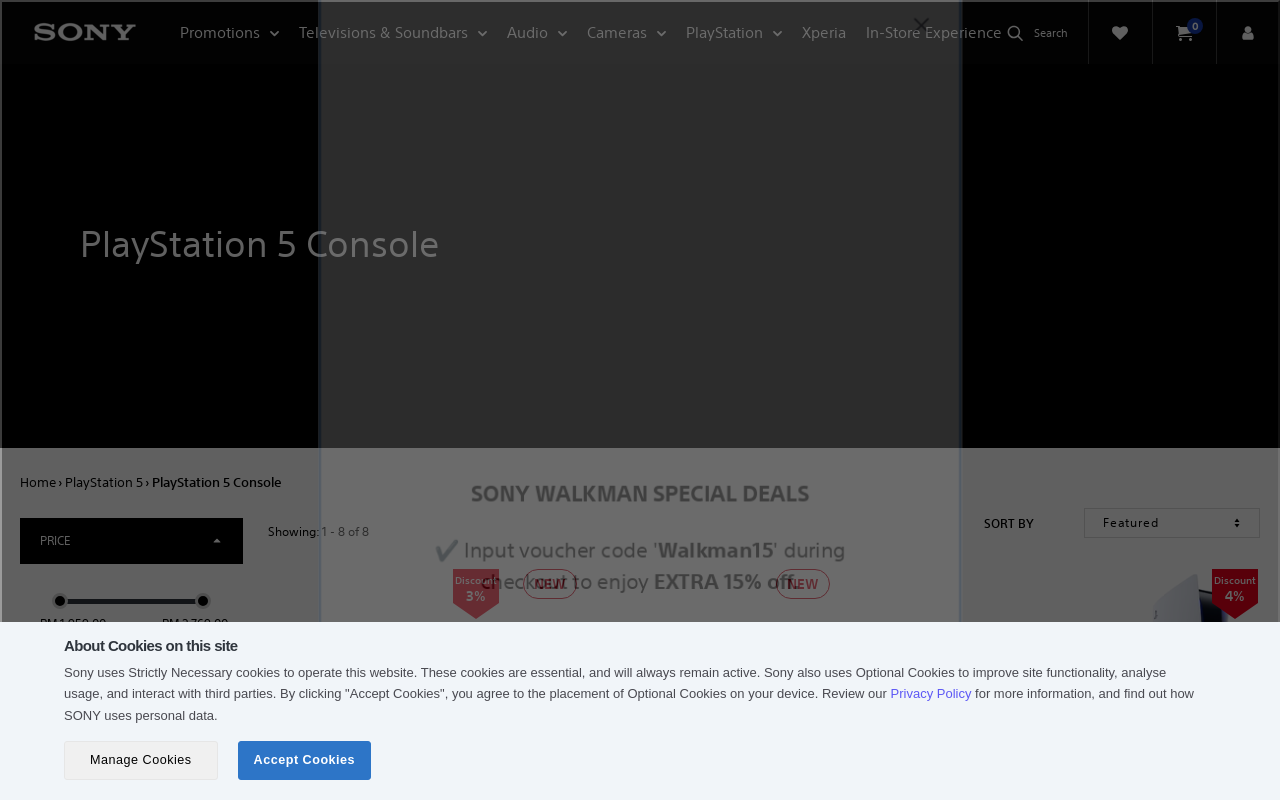 SONY
Promotions
Televisions & Soundbars
Audio
Cameras
PlayStation
Xperia
In-Store Experience
Search
0
PlayStation 5 Console
Home › PlayStation 5 › PlayStation 5 Console
PRICE
Showing: 1 - 8 of 8
SORT BY
Featured
SONY WALKMAN SPECIAL DEALS
✔ Input voucher code 'Walkman15' during
checkout to enjoy EXTRA 15% off.
Discount
3%
NEW
NEW
Discount
4%
About Cookies on this site
Sony uses Strictly Necessary cookies to operate this website. These cookies are essential, and will always remain active. Sony also uses Optional Cookies to improve site functionality, analyse
usage, and interact with third parties. By clicking "Accept Cookies", you agree to the placement of Optional Cookies on your device. Review our Privacy Policy for more information, and find out how
SONY uses personal data.
Manage Cookies
Accept Cookies